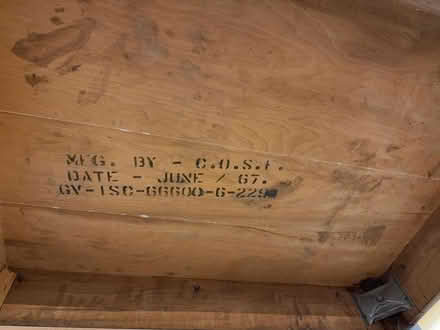 MFG. BY - C.O.S.F.
DATE - JUNE / 67.
GV-ISC-66600-6-229